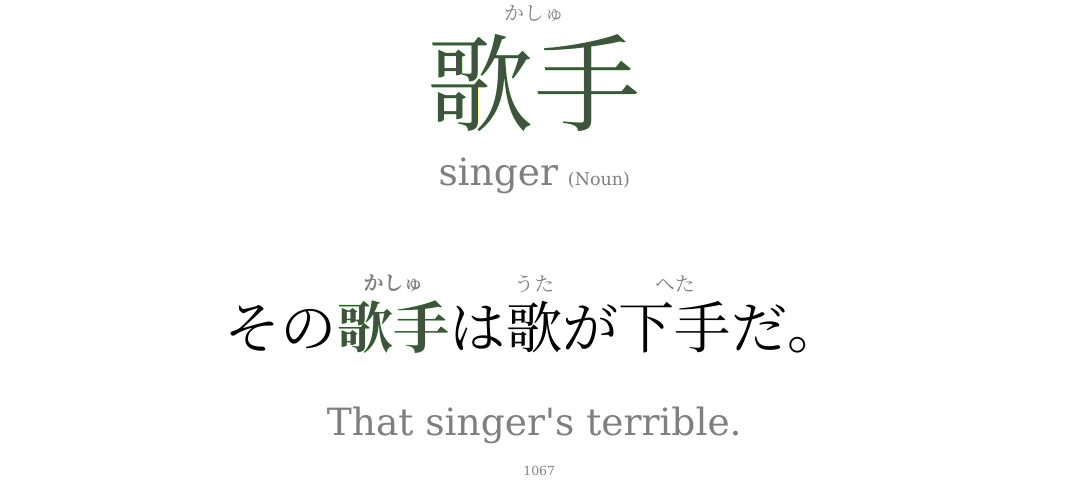 かしゅ
歌手
singer (Noun)
かしゅ うた へた
その歌手は歌が下手だ。
That singer's terrible.
1067